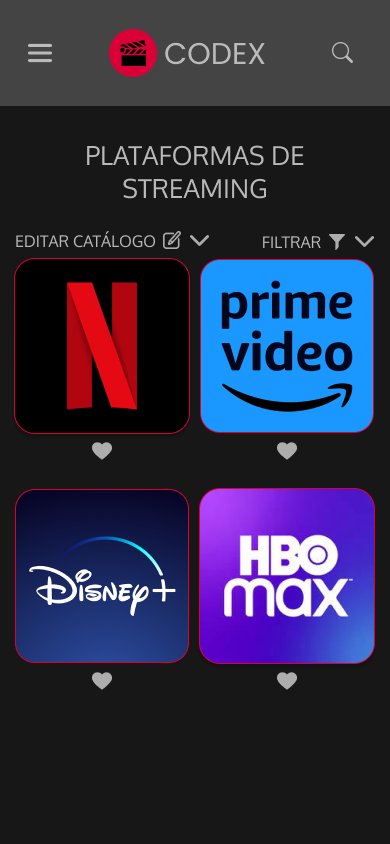 CODEX
PLATAFORMAS DE
STREAMING
EDITAR CATÁLOGO
FILTRAR
N
prime
video
Disney+
HBO
max